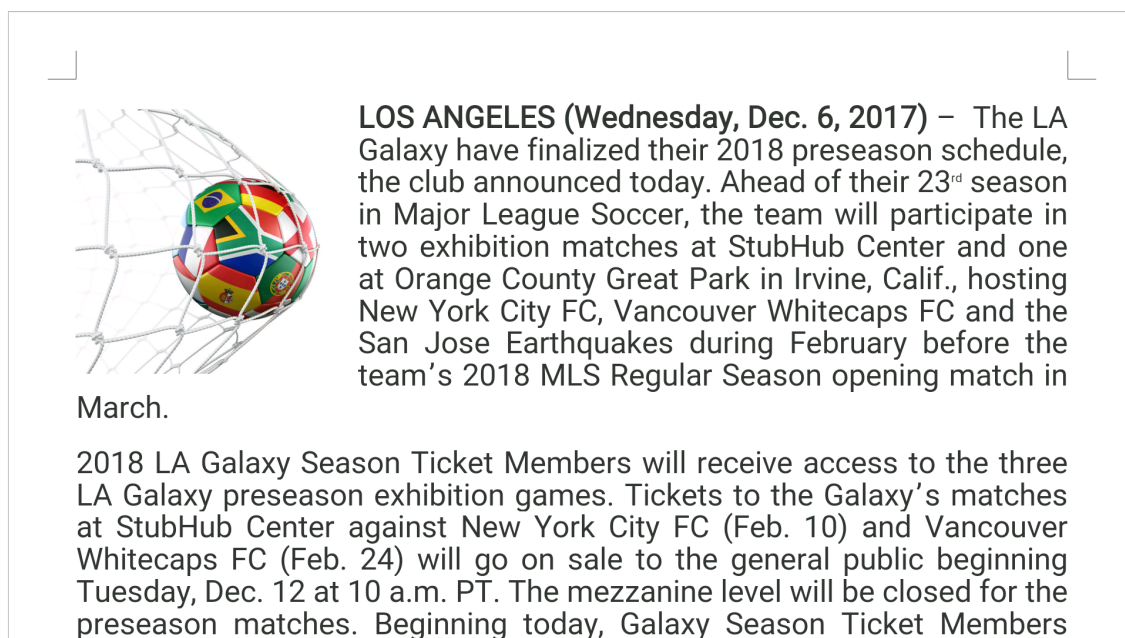 LOS ANGELES (Wednesday, Dec. 6, 2017) – The LA
Galaxy have finalized their 2018 preseason schedule,
the club announced today. Ahead of their 23rd season
in Major League Soccer, the team will participate in
two exhibition matches at StubHub Center and one
at Orange County Great Park in Irvine, Calif., hosting
New York City FC, Vancouver Whitecaps FC and the
San Jose Earthquakes during February before the
team’s 2018 MLS Regular Season opening match in
March.
2018 LA Galaxy Season Ticket Members will receive access to the three
LA Galaxy preseason exhibition games. Tickets to the Galaxy’s matches
at StubHub Center against New York City FC (Feb. 10) and Vancouver
Whitecaps FC (Feb. 24) will go on sale to the general public beginning
Tuesday, Dec. 12 at 10 a.m. PT. The mezzanine level will be closed for the
preseason matches. Beginning today, Galaxy Season Ticket Members